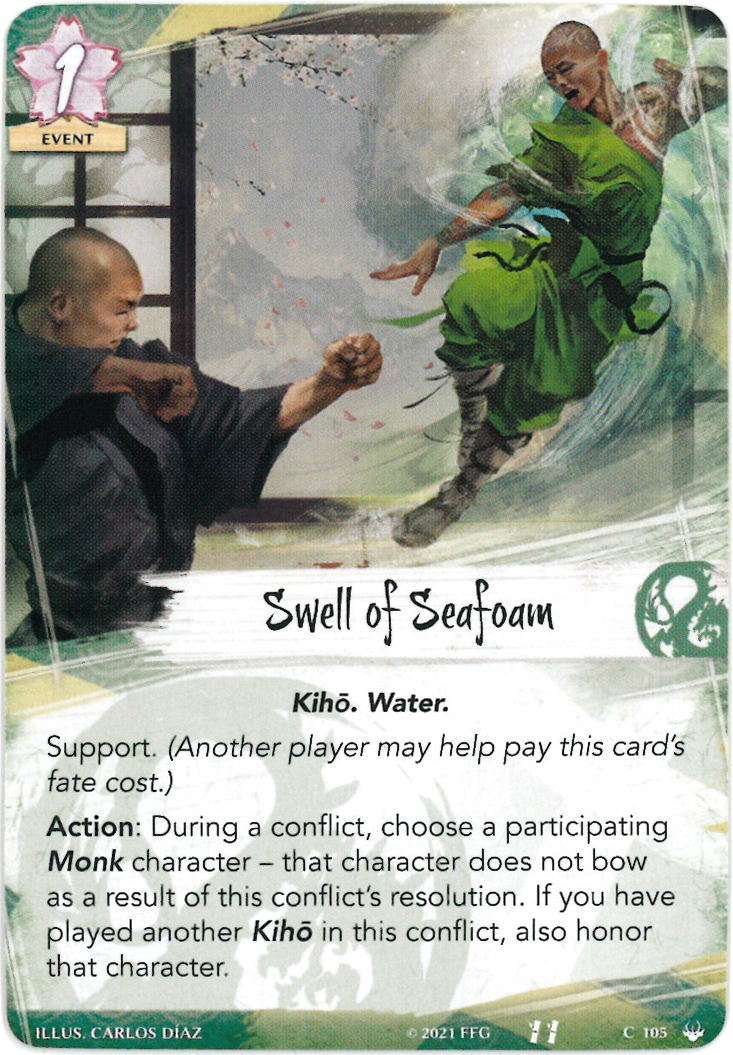 1
EVENT
Swell of Seafoam
Kihō. Water.
Support. (Another player may help pay this card's
fate cost.)
Action: During a conflict, choose a participating
Monk character – that character does not bow
as a result of this conflict's resolution. If you have
played another Kihō in this conflict, also honor
that character.
ILLUS. CARLOS DÍAZ © 2021 FFG C 105